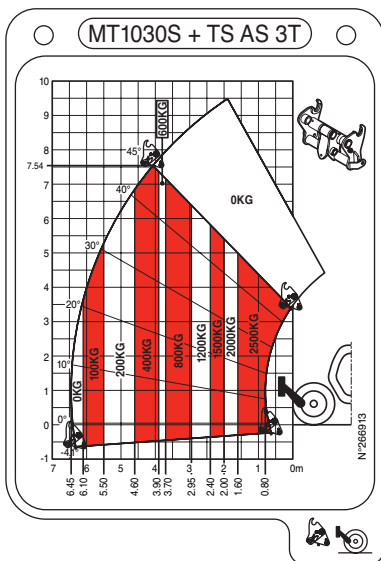 MT1030S + TS AS 3T
10
9
8
7.54
7
6
5
4
3
2
1
0
-1
600KG
45°
40°
30°
20°
10°
0°
0KG
0KG
100KG
200KG
400KG
800KG
1200KG
1500KG
2000KG
2500KG
7
6
5
4
3
2
1
0m
6.45
6.10
5.50
4.60
3.90
3.70
2.95
2.40
2.00
1.60
0.80
N°266913